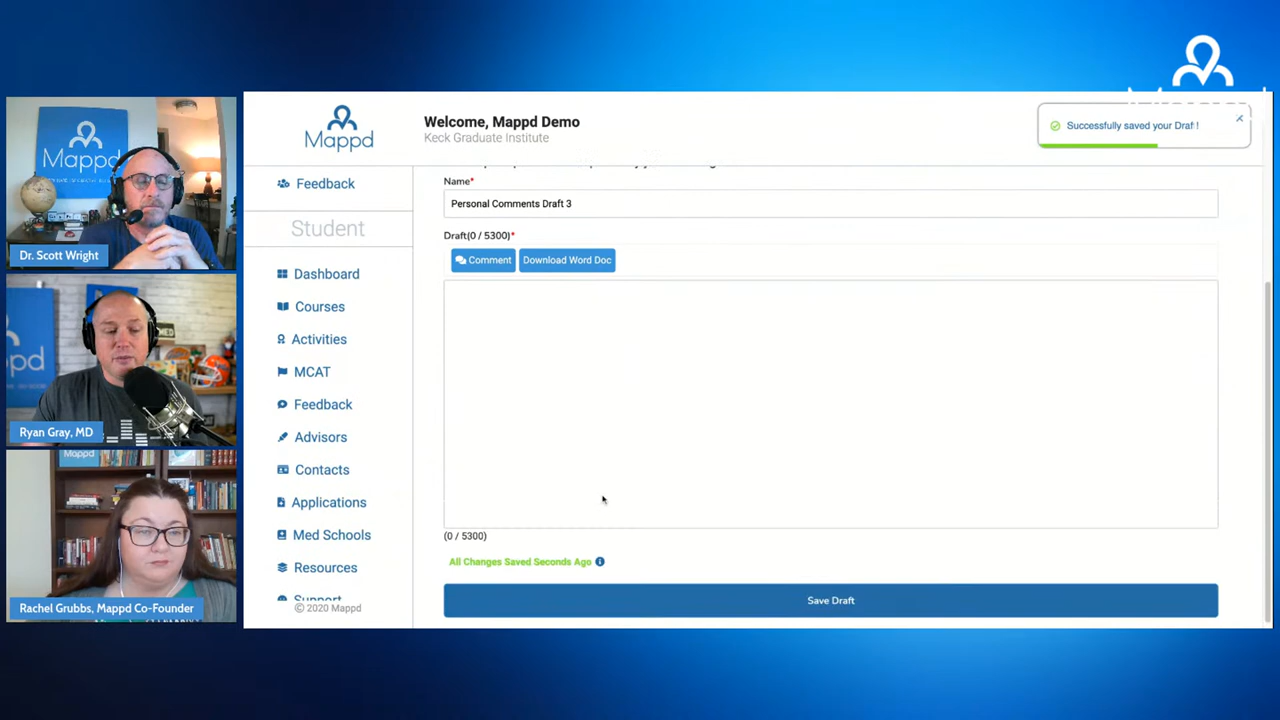 Mappd
Mappd
Welcome, Mappd Demo
Keck Graduate Institute
Successfully saved your Draft!
Mappd
Dr. Scott Wright
Feedback
Student
Dashboard
Courses
Activities
MCAT
Feedback
Advisors
Contacts
Applications
Med Schools
Resources
Support
© 2020 Mappd
Name*
Personal Comments Draft 3
Draft(0 / 5300)*
Comment
Download Word Doc
(0 / 5300)
All Changes Saved Seconds Ago
Save Draft
Ryan Gray, MD
Mappd
Rachel Grubbs, Mappd Co-Founder